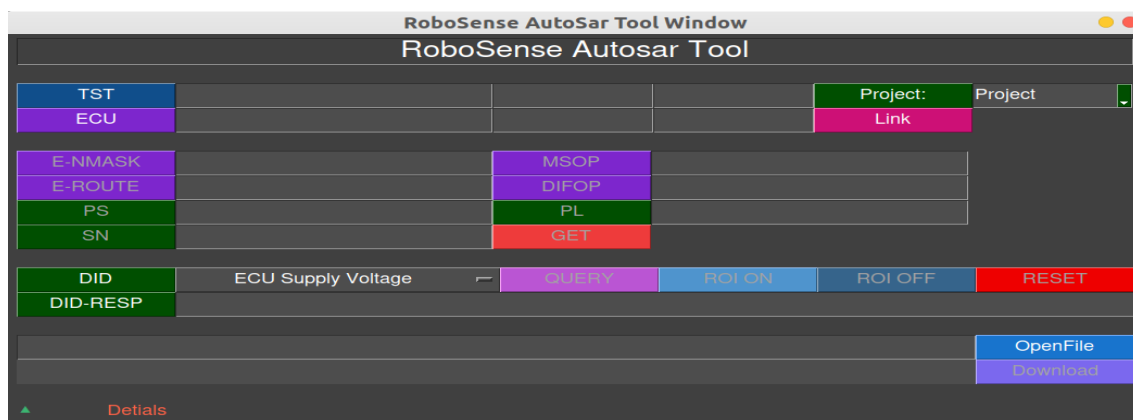 RoboSense AutoSar Tool Window
RoboSense Autosar Tool
TST Project: Project
ECU Link
E-NMASK MSOP
E-ROUTE DIFOP
PS PL
SN GET
DID ECU Supply Voltage QUERY ROI ON ROI OFF RESET
DID-RESP
OpenFile
Download
Detials